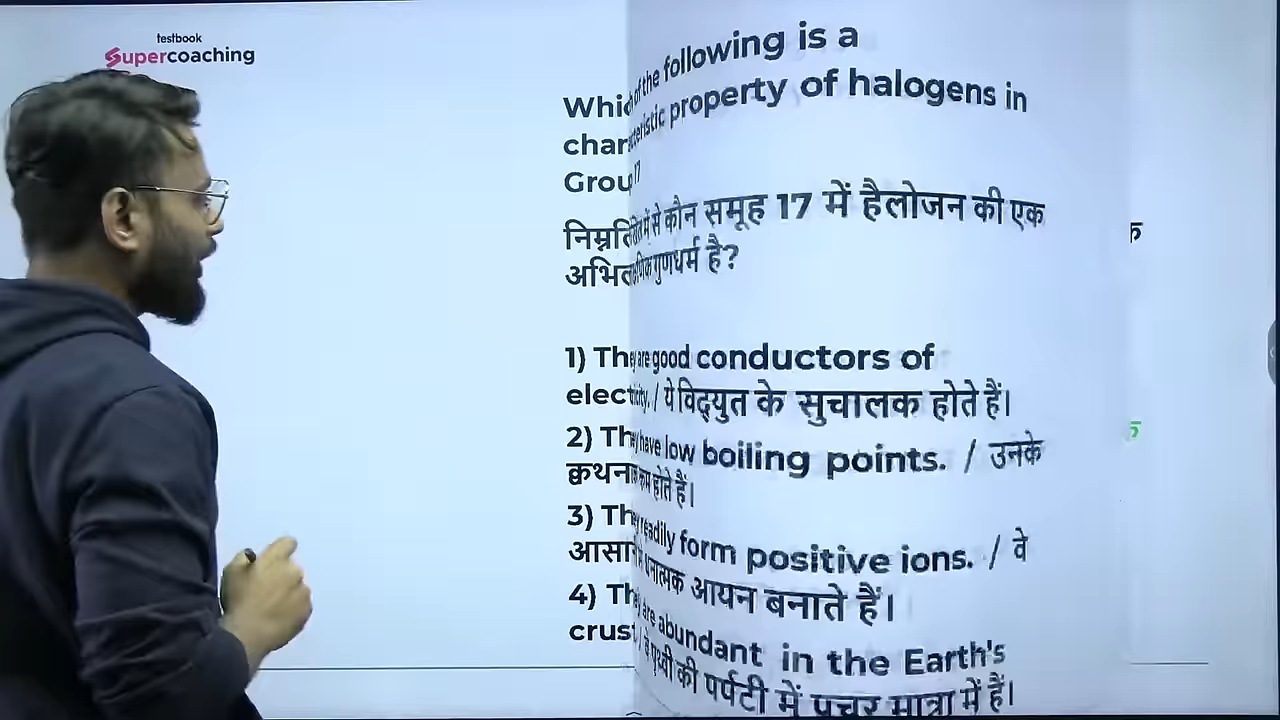 testbook
Supercoaching
Which of the following is a
characteristic property of halogens in
Group 17
निम्नलिखित में से कौन समूह 17 में हैलोजन की एक
अभिलक्षणिक गुणधर्म है?
1) They are good conductors of
electricity. / ये विद्युत के सुचालक होते हैं।
2) They have low boiling points. / उनके
क्वथनांक कम होते हैं।
3) They readily form positive ions. / वे
आसानी से धनात्मक आयन बनाते हैं।
4) They are abundant in the Earth's
crust. / वे पृथ्वी की पर्पटी में प्रचुर मात्रा में हैं।